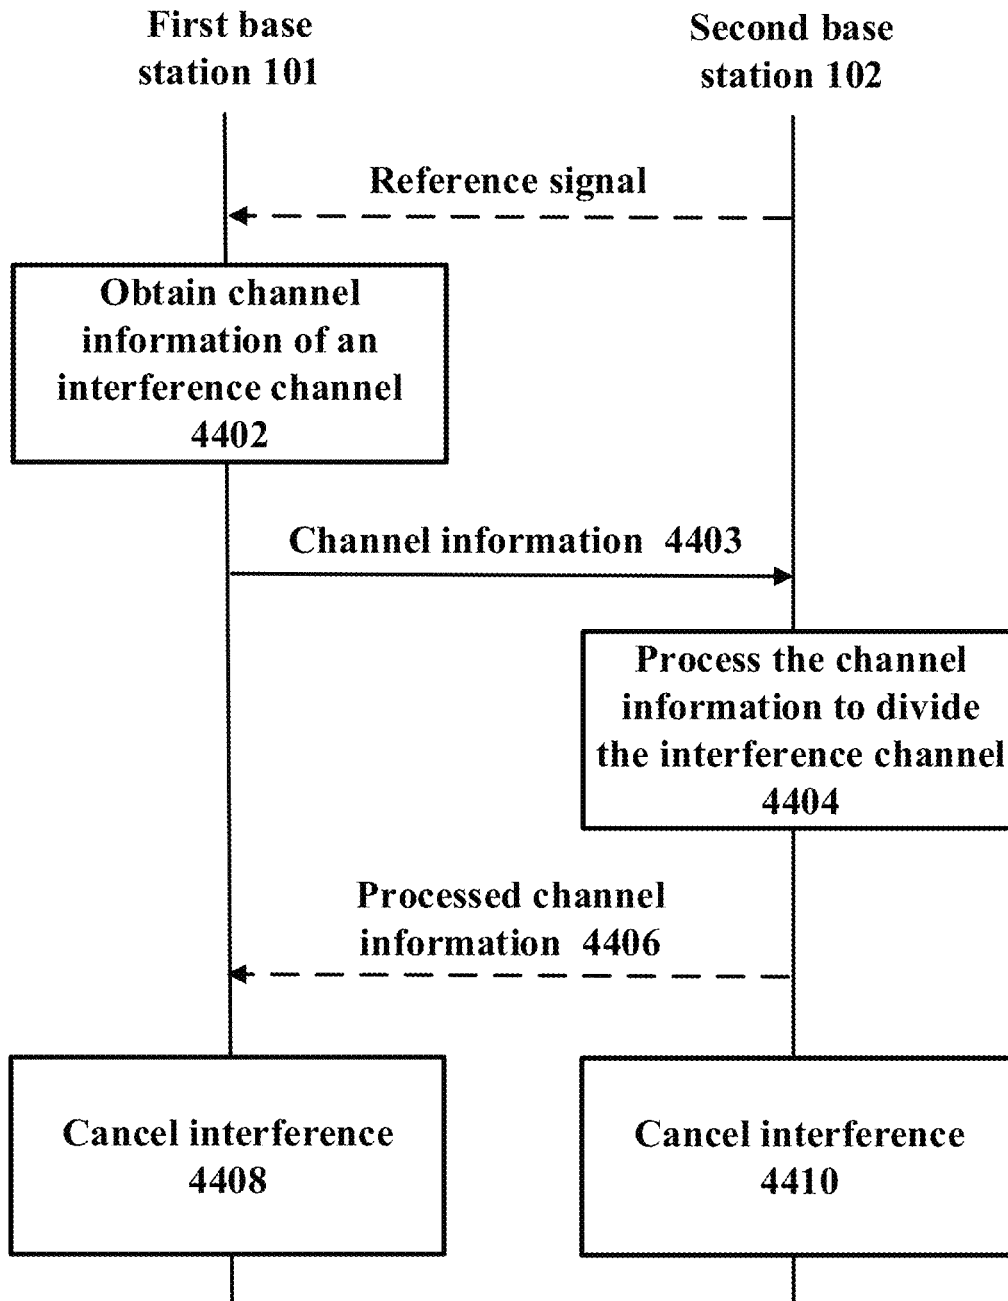 First base
station 101
Second base
station 102
Reference signal
Obtain channel
information of an
interference channel
4402
Channel information 4403
Process the channel
information to divide
the interference channel
4404
Processed channel
information 4406
Cancel interference
4408
Cancel interference
4410